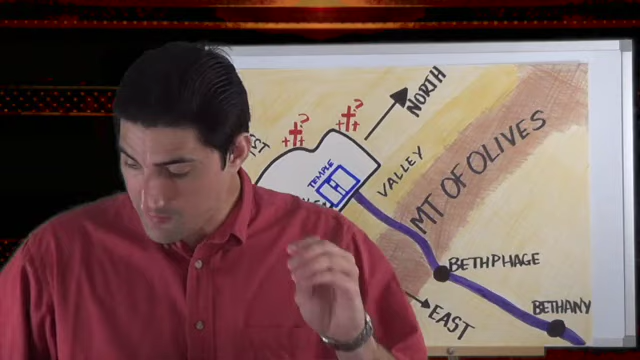 NORTH
?
?
TEMPLE
VALLEY
MT OF OLIVES
BETHPHAGE
BETHANY
EAST